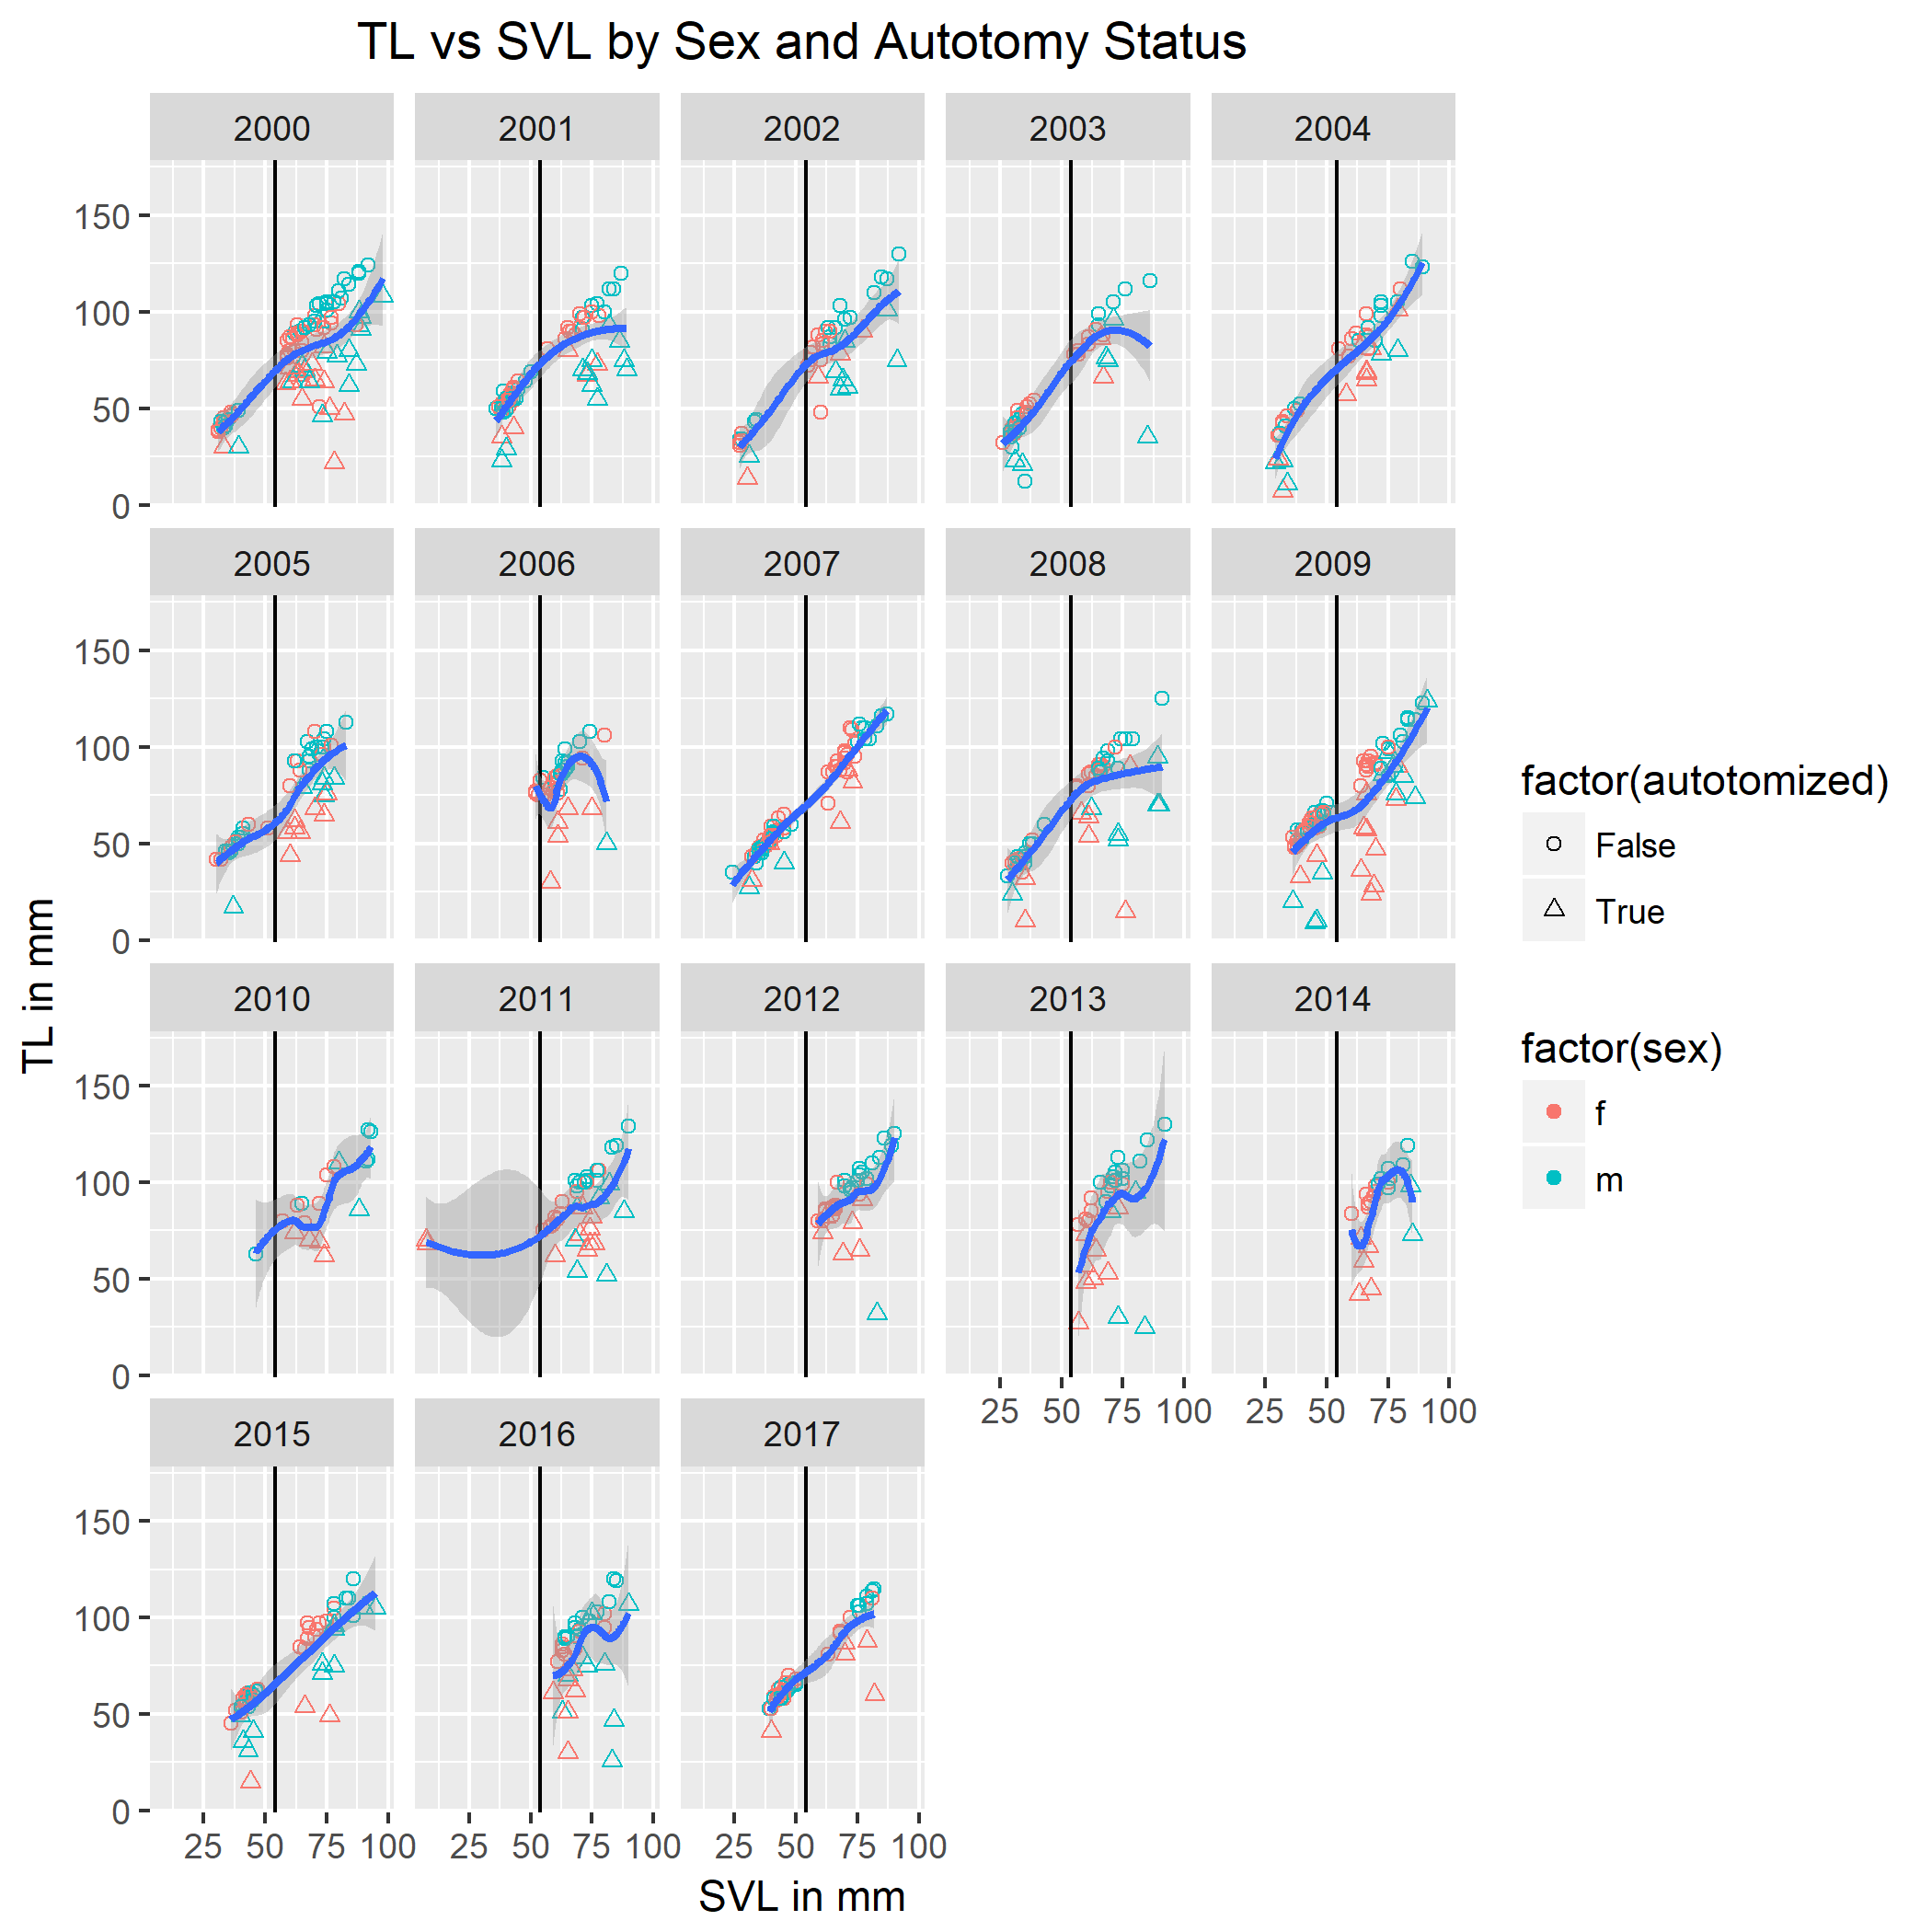 TL vs SVL by Sex and Autotomy Status
2000 2001 2002 2003 2004
150
100
50
0
2005 2006 2007 2008 2009
150
100
50
0
2010 2011 2012 2013 2014
150
100
50
0
25 50 75 100 25 50 75 100
2015 2016 2017
150
100
50
0
25 50 75 100 25 50 75 100 25 50 75 100
SVL in mm
TL in mm
factor(autotomized)
False
True
factor(sex)
f
m